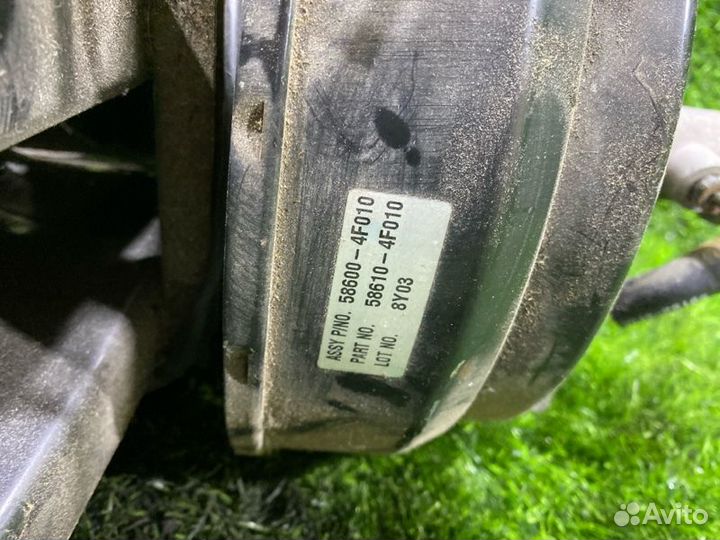 ASSY P/NO. 58600-4F010
PART NO. 58610-4F010
LOT NO. 8Y03
Avito